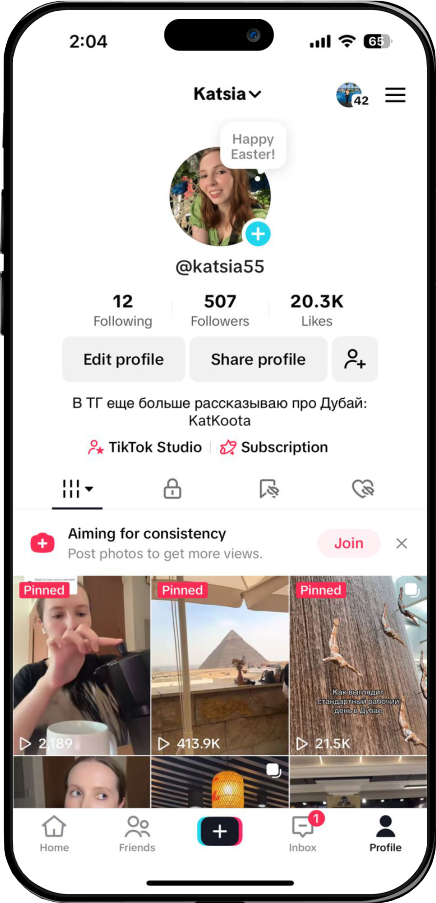 2:04
65
Katsia
42
Happy
Easter!
@katsia55
12
507
20.3K
Following
Followers
Likes
Edit profile
Share profile
В ТГ еще больше рассказываю про Дубай:
KatKoota
TikTok Studio
Subscription
Aiming for consistency
Post photos to get more views.
Join
Pinned
Pinned
Pinned
Как выглядит
стандартный рабочий
день в Дубае
2,189
413.9K
21.5K
1
Home
Friends
Inbox
Profile